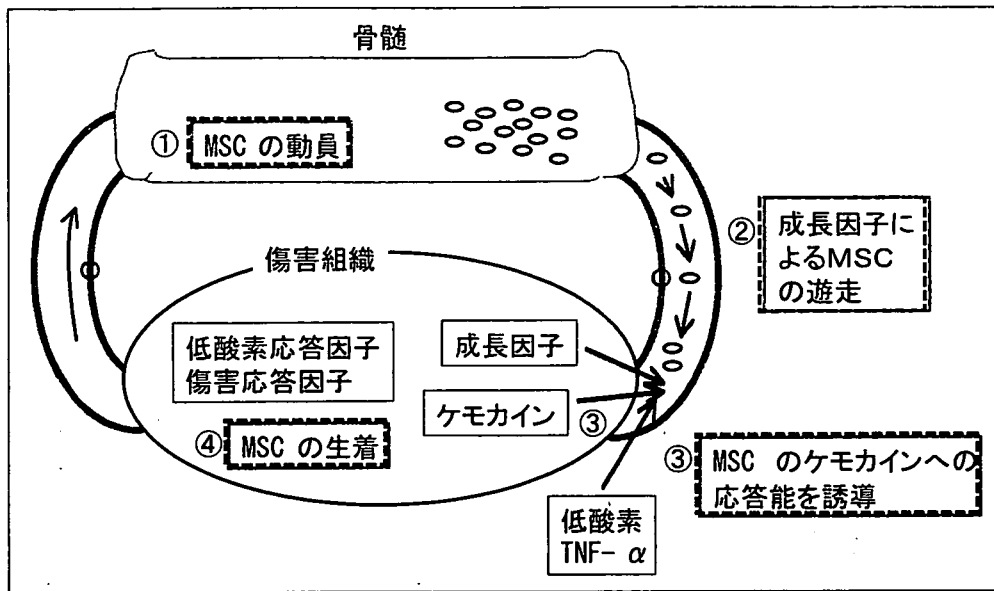 骨髄
① MSC の動員
② 成長因子に
よるMSC
の遊走
傷害組織
低酸素応答因子
傷害応答因子
成長因子
ケモカイン
③
④ MSC の生着
③ MSC のケモカインへの
応答能を誘導
低酸素
TNF- α